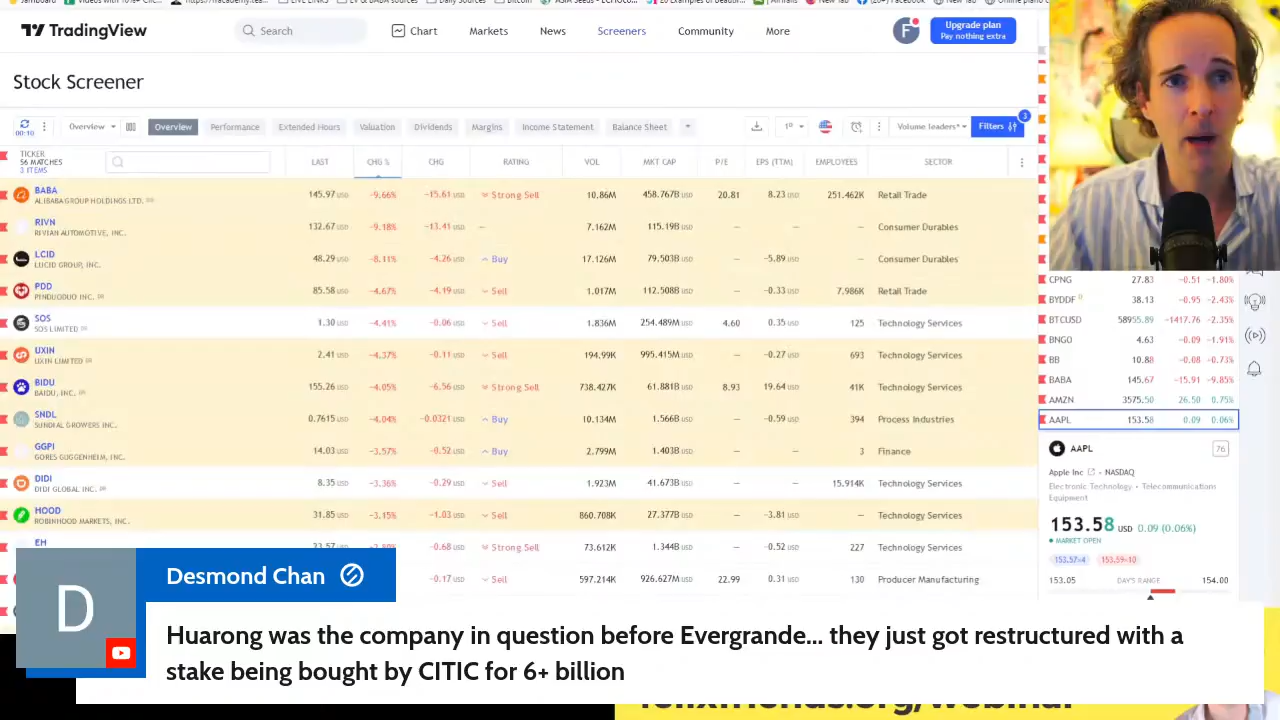 TradingView
Search
Chart
Markets
News
Screeners
Community
More
F
Upgrade plan
Pay nothing extra
Stock Screener
00:10
Overview
Overview
Performance
Extended Hours
Valuation
Dividends
Margins
Income Statement
Balance Sheet
Volume leaders*
Filters
3
TICKER LAST CHG % CHG RATING VOL MKT CAP P/E EPS (TTM) EMPLOYEES SECTOR
56 MATCHES
3 ITEMS
BABA 145.97 USD -9.66% -15.61 USD Strong Sell 10.86M 458.767B USD 20.81 8.23 USD 251.462K Retail Trade
ALIBABA GROUP HOLDINGS LTD.
RIVN 132.67 USD -9.18% -13.41 USD — 7.162M 115.19B USD — — — Consumer Durables
RIVIAN AUTOMOTIVE, INC.
LCID 48.29 USD -8.11% -4.26 USD Buy 17.126M 79.503B USD — -5.89 USD — Consumer Durables
LUCID GROUP, INC.
PDD 85.58 USD -4.67% -4.19 USD Sell 1.017M 112.508B USD — -0.33 USD 7.986K Retail Trade
PINDUODUO INC.
SOS 1.30 USD -4.41% -0.06 USD Sell 1.836M 254.489M USD 4.60 0.35 USD 125 Technology Services
SOS LIMITED
UXIN 2.41 USD -4.37% -0.11 USD Sell 194.99K 995.415M USD — -0.27 USD 693 Technology Services
UXIN LIMITED
BIDU 155.26 USD -4.05% -6.56 USD Strong Sell 738.427K 61.881B USD 8.93 19.64 USD 41K Technology Services
BAIDU, INC.
SNDL 0.7615 USD -4.04% -0.0321 USD Buy 10.134M 1.566B USD — -0.59 USD 394 Process Industries
SUNDIAL GROWERS INC.
GGPI 14.03 USD -3.57% -0.52 USD Buy 2.799M 1.403B USD — — 3 Finance
GORES GUGGENHEIM, INC.
DIDI 8.35 USD -3.36% -0.29 USD Sell 1.923M 41.673B USD — — 15.914K Technology Services
DIDI GLOBAL INC.
HOOD 31.85 USD -3.15% -1.03 USD Sell 860.708K 27.377B USD — -3.81 USD — Technology Services
ROBINHOOD MARKETS, INC.
EH -0.68 USD Strong Sell 73.612K 1.344B USD — -0.52 USD 227 Technology Services
-0.17 USD Sell 597.214K 926.627M USD 22.99 0.31 USD 130 Producer Manufacturing
CPNG 27.83 -0.51 -1.80%
BYDDF 38.13 -0.95 -2.43%
BTCUSD 58955.89 -1417.76 -2.35%
BNGO 4.63 -0.09 -1.91%
BB 10.88 -0.08 -0.73%
BABA 145.67 -15.91 -9.85%
AMZN 3575.50 26.50 0.75%
AAPL 153.58 0.09 0.06%
AAPL
76
Apple Inc • NASDAQ
Electronic Technology • Telecommunications
Equipment
153.58 USD 0.09 (0.06%)
MARKET OPEN
153.57×4 153.59×10
153.05 DAY'S RANGE 154.00
D
Desmond Chan
Huarong was the company in question before Evergrande... they just got restructured with a
stake being bought by CITIC for 6+ billion